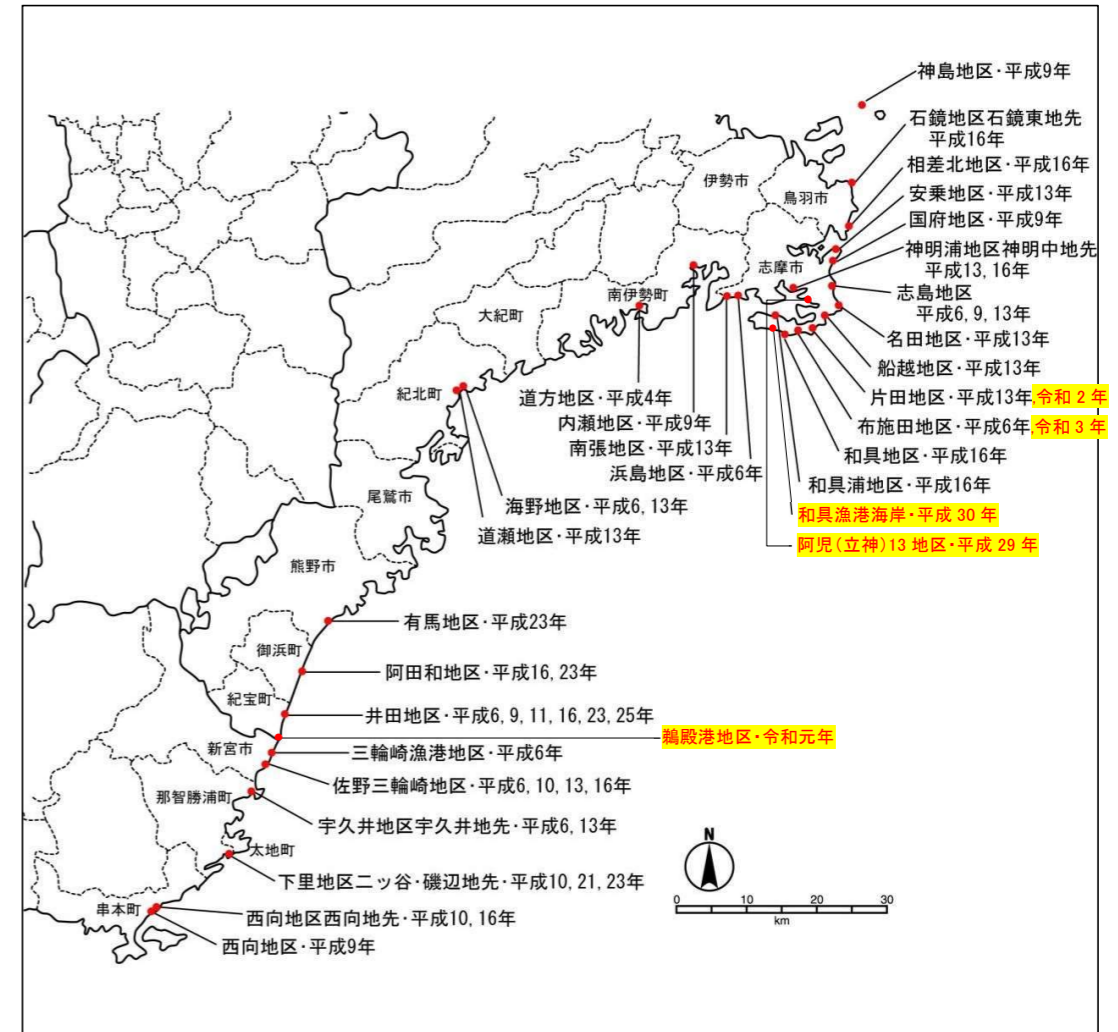 神島地区・平成9年
石鏡地区石鏡東地先
平成16年
相差北地区・平成16年
安乗地区・平成13年
国府地区・平成9年
神明浦地区神明中地先
平成13, 16年
志島地区
平成6, 9, 13年
名田地区・平成13年
船越地区・平成13年
片田地区・平成13年,令和2年
布施田地区・平成6年,令和3年
和具地区・平成16年
和具浦地区・平成16年
和具漁港海岸・平成30年
阿児(立神)13地区・平成29年
伊勢市
鳥羽市
志摩市
南伊勢町
大紀町
紀北町
道方地区・平成4年
内瀬地区・平成9年
南張地区・平成13年
浜島地区・平成6年
尾鷲市
海野地区・平成6, 13年
道瀬地区・平成13年
熊野市
有馬地区・平成23年
御浜町
阿田和地区・平成16, 23年
紀宝町
井田地区・平成6, 9, 11, 16, 23, 25年
鵜殿港地区・令和元年
新宮市
三輪崎漁港地区・平成6年
佐野三輪崎地区・平成6, 10, 13, 16年
那智勝浦町
宇久井地区宇久井地先・平成6, 13年
太地町
下里地区二ッ谷・磯辺地先・平成10, 21, 23年
串本町
西向地区西向地先・平成10, 16年
西向地区・平成9年
N
0 10 20 30
km